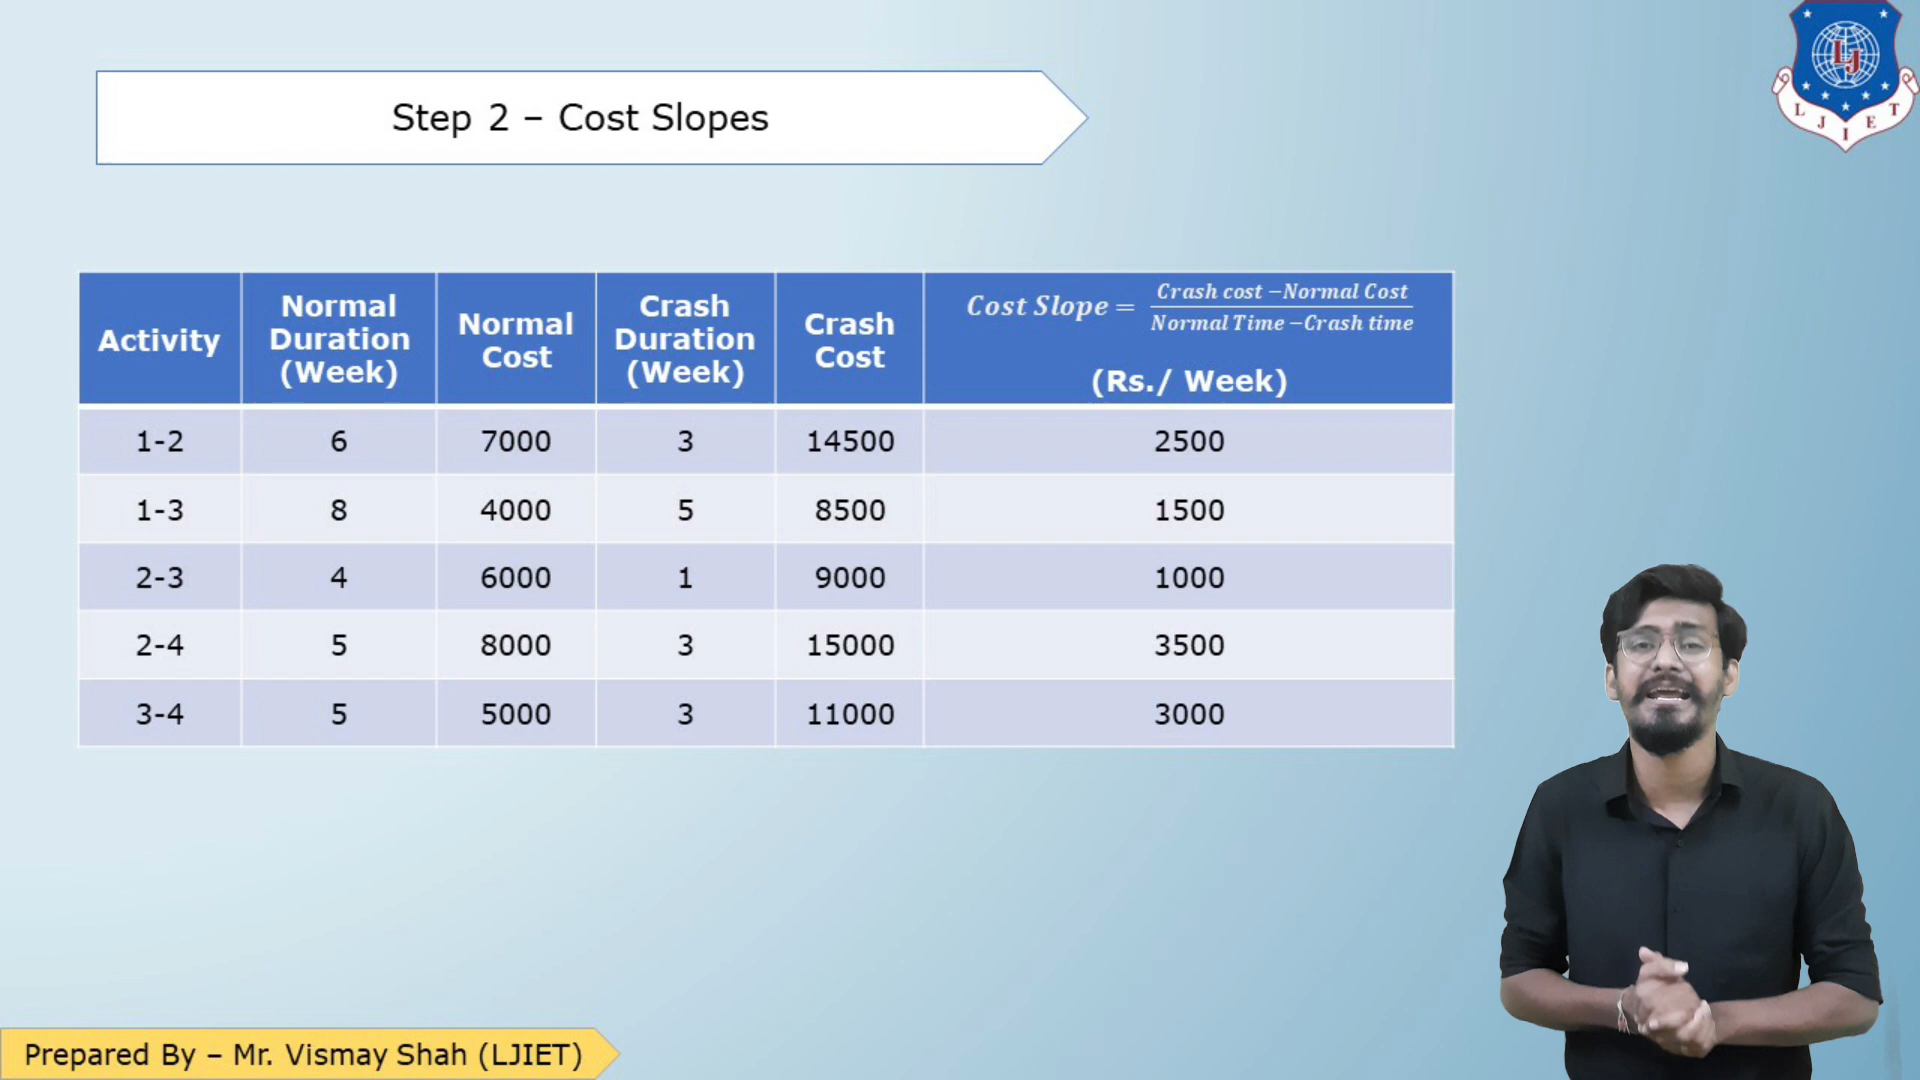 L J I E T
LJ
Step 2 – Cost Slopes
Activity Normal Duration (Week) Normal Cost Crash Duration (Week) Crash Cost Cost Slope = Crash cost –Normal Cost / Normal Time –Crash time (Rs./ Week)
1-2 6 7000 3 14500 2500
1-3 8 4000 5 8500 1500
2-3 4 6000 1 9000 1000
2-4 5 8000 3 15000 3500
3-4 5 5000 3 11000 3000
Prepared By – Mr. Vismay Shah (LJIET)